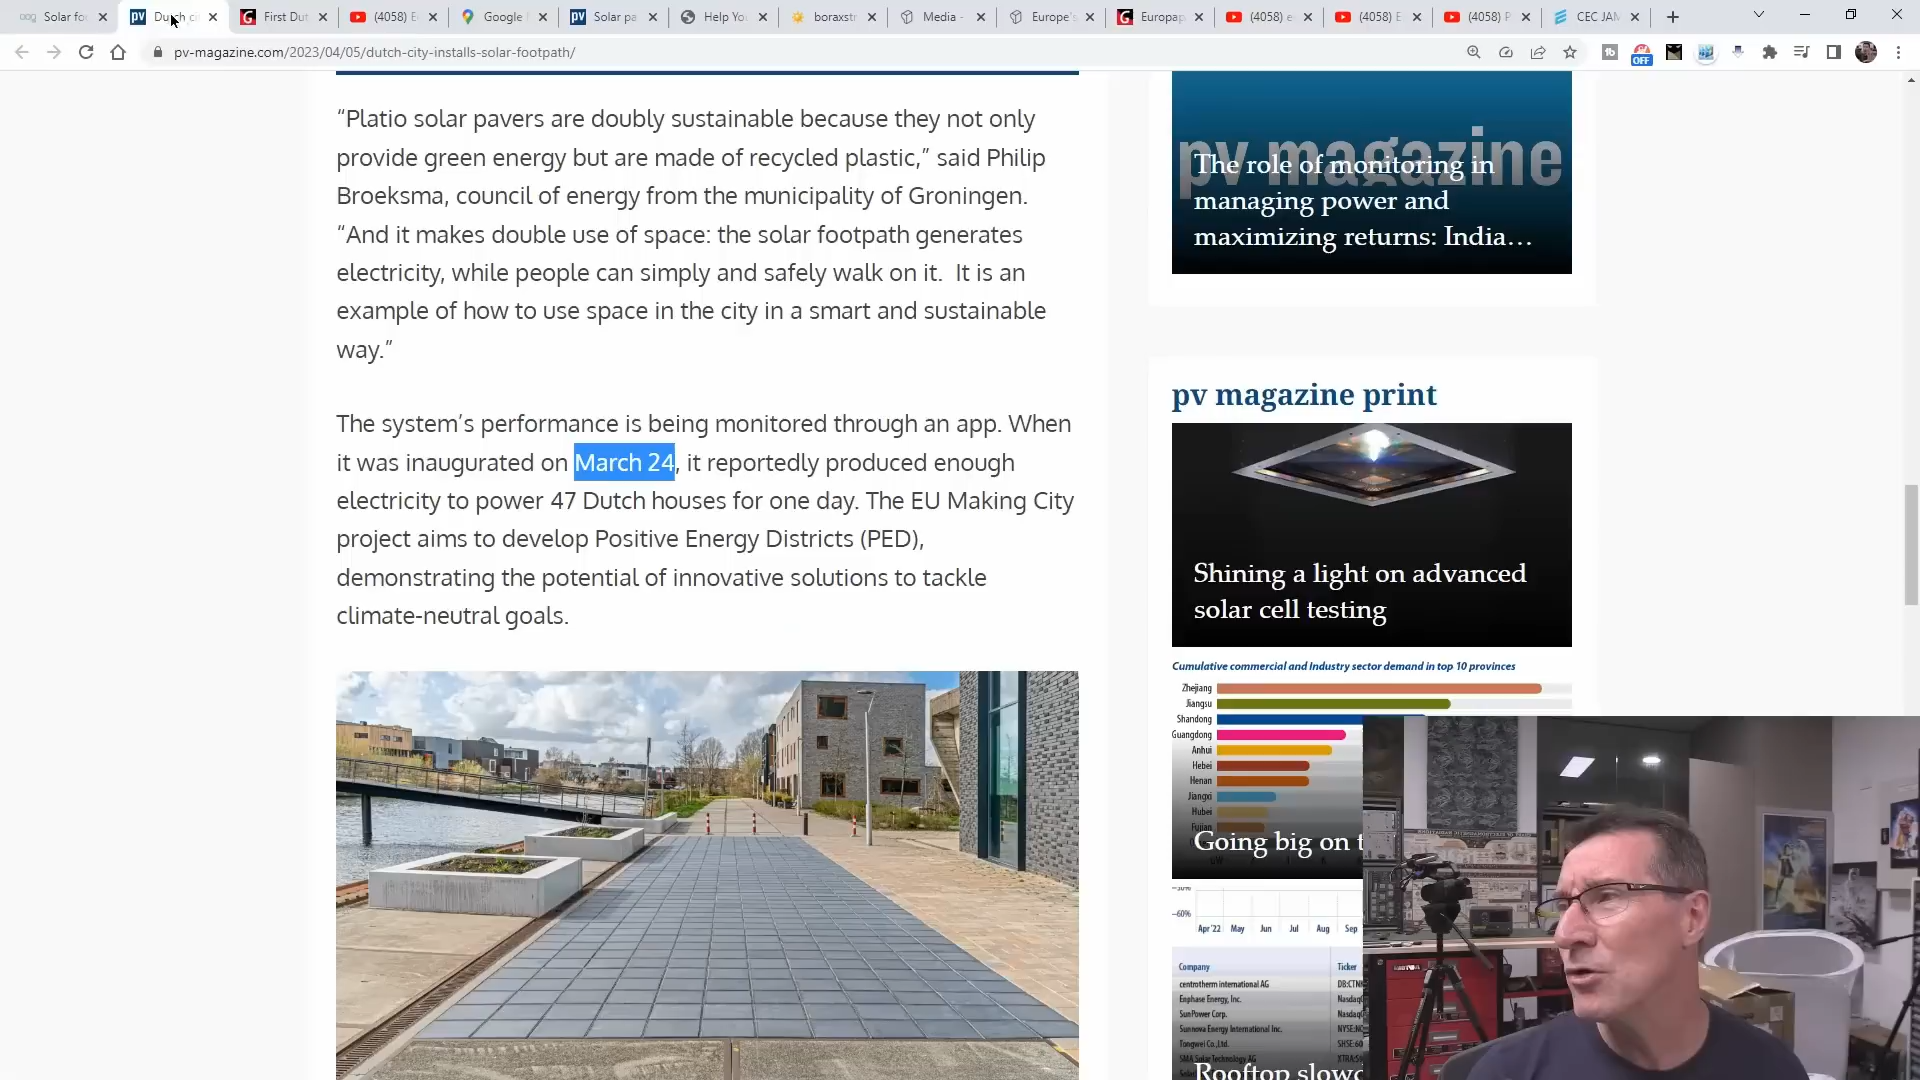 Solar fo
Dutch ci
First Dut
(4058) E
Google
Solar pa
Help Yo
boraxstr
Media -
Europe's
Europap
(4058) e
(4058) E
(4058) P
CEC JAM
pv-magazine.com/2023/04/05/dutch-city-installs-solar-footpath/
OFF
“Platio solar pavers are doubly sustainable because they not only
provide green energy but are made of recycled plastic,” said Philip
Broeksma, council of energy from the municipality of Groningen.
“And it makes double use of space: the solar footpath generates
electricity, while people can simply and safely walk on it. It is an
example of how to use space in the city in a smart and sustainable
way.”
The system’s performance is being monitored through an app. When
it was inaugurated on March 24, it reportedly produced enough
electricity to power 47 Dutch houses for one day. The EU Making City
project aims to develop Positive Energy Districts (PED),
demonstrating the potential of innovative solutions to tackle
climate-neutral goals.
pv magazine
The role of monitoring in
managing power and
maximizing returns: India…
pv magazine print
Shining a light on advanced
solar cell testing
Cumulative commercial and Industry sector demand in top 10 provinces
Zhejiang
Jiangsu
Shandong
Guangdong
Anhui
Hebei
Henan
Jiangxi
Hubei
Fujian
Going big on t
-60%
Apr'22 May Jun Jul Aug Sep
Company Ticker
centrotherm international AG DB:CTN
Enphase Energy, Inc. Nasdaq
SunPower Corp. Nasdaq
Sunnova Energy International Inc. NYSE:NO
Tongwei Co.,Ltd. SHSE:60
SMA Solar Technology AG XTRA:S
Rooftop slowd